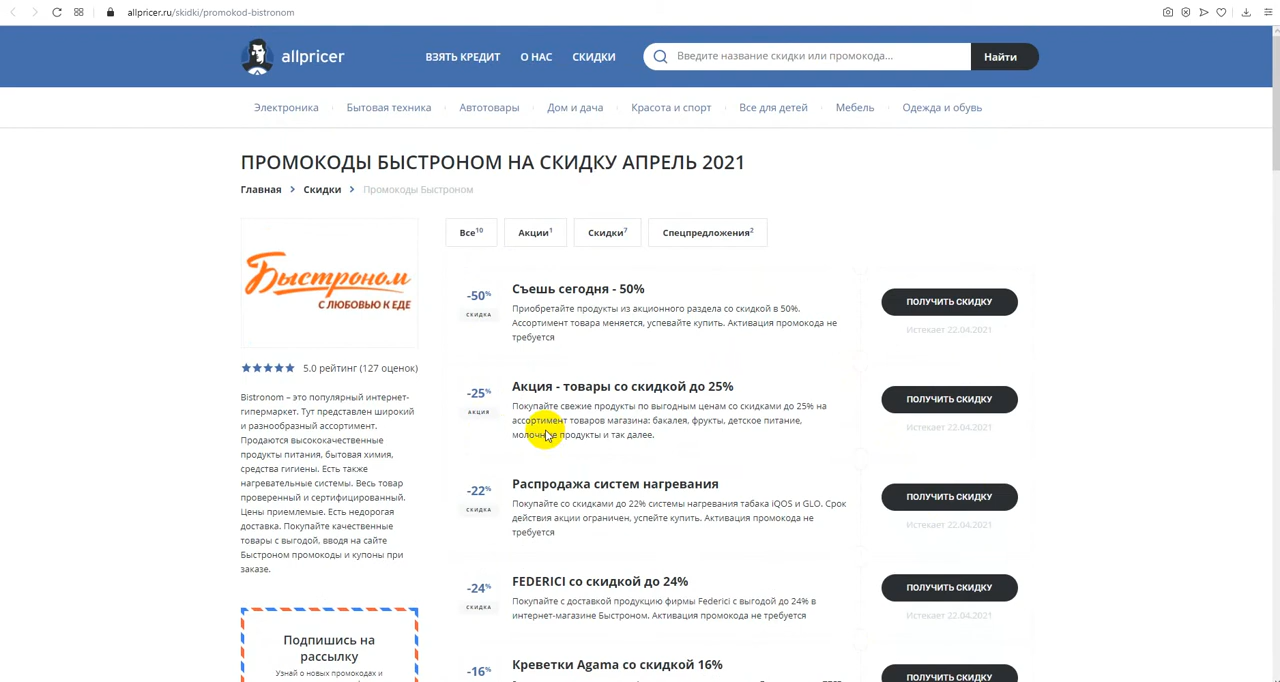 allpricer.ru/skidki/promokod-bistronom
allpricer
ВЗЯТЬ КРЕДИТ
О НАС
СКИДКИ
Введите название скидки или промокода...
Найти
Электроника
Бытовая техника
Автотовары
Дом и дача
Красота и спорт
Все для детей
Мебель
Одежда и обувь
ПРОМОКОДЫ БЫСТРОНОМ НА СКИДКУ АПРЕЛЬ 2021
Главная > Скидки > Промокоды Быстроном
Быстроном
С ЛЮБОВЬЮ К ЕДЕ
5.0 рейтинг (127 оценок)
Bistronom – это популярный интернет-
гипермаркет. Тут представлен широкий
и разнообразный ассортимент.
Продаются высококачественные
продукты питания, бытовая химия,
средства гигиены. Есть также
нагревательные системы. Весь товар
проверенный и сертифицированный.
Цены приемлемые. Есть недорогая
доставка. Покупайте качественные
товары с выгодой, вводя на сайте
Быстроном промокоды и купоны при
заказе.
Подпишись на
рассылку
Узнай о новых промокодах и
Все 10
Акции 1
Скидки 7
Спецпредложения 2
-50%
СКИДКА
Съешь сегодня - 50%
Приобретайте продукты из акционного раздела со скидкой в 50%.
Ассортимент товара меняется, успевайте купить. Активация промокода не
требуется
ПОЛУЧИТЬ СКИДКУ
Истекает 22.04.2021
-25%
АКЦИЯ
Акция - товары со скидкой до 25%
Покупайте свежие продукты по выгодным ценам со скидками до 25% на
ассортимент товаров магазина: бакалея, фрукты, детское питание,
молочные продукты и так далее.
ПОЛУЧИТЬ СКИДКУ
Истекает 22.04.2021
-22%
СКИДКА
Распродажа систем нагревания
Покупайте со скидками до 22% системы нагревания табака iQOS и GLO. Срок
действия акции ограничен, успейте купить. Активация промокода не
требуется
ПОЛУЧИТЬ СКИДКУ
Истекает 22.04.2021
-24%
СКИДКА
FEDERICI со скидкой до 24%
Покупайте с доставкой продукцию фирмы Federici с выгодой до 24% в
интернет-магазине Быстроном. Активация промокода не требуется
ПОЛУЧИТЬ СКИДКУ
Истекает 22.04.2021
-16%
Креветки Agama со скидкой 16%
ПОЛУЧИТЬ СКИДКУ